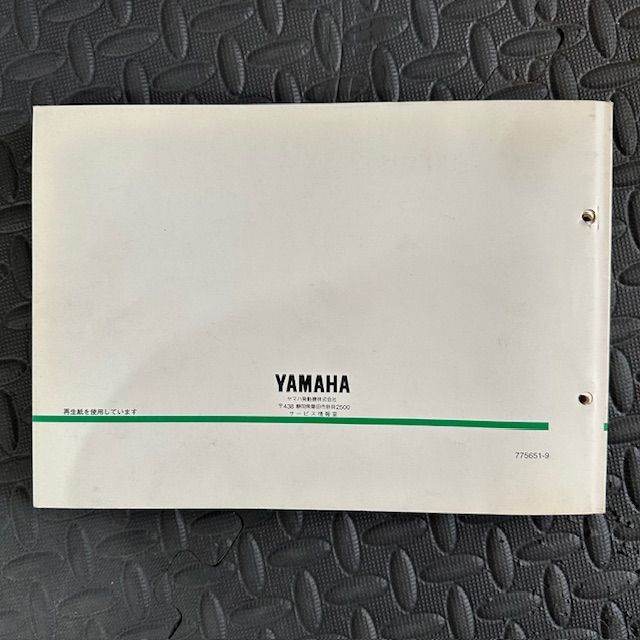 YAMAHA
ヤマハ発動機株式会社
〒438 静岡県磐田市新貝2500
サービス情報室
再生紙を使用しています
775651-9